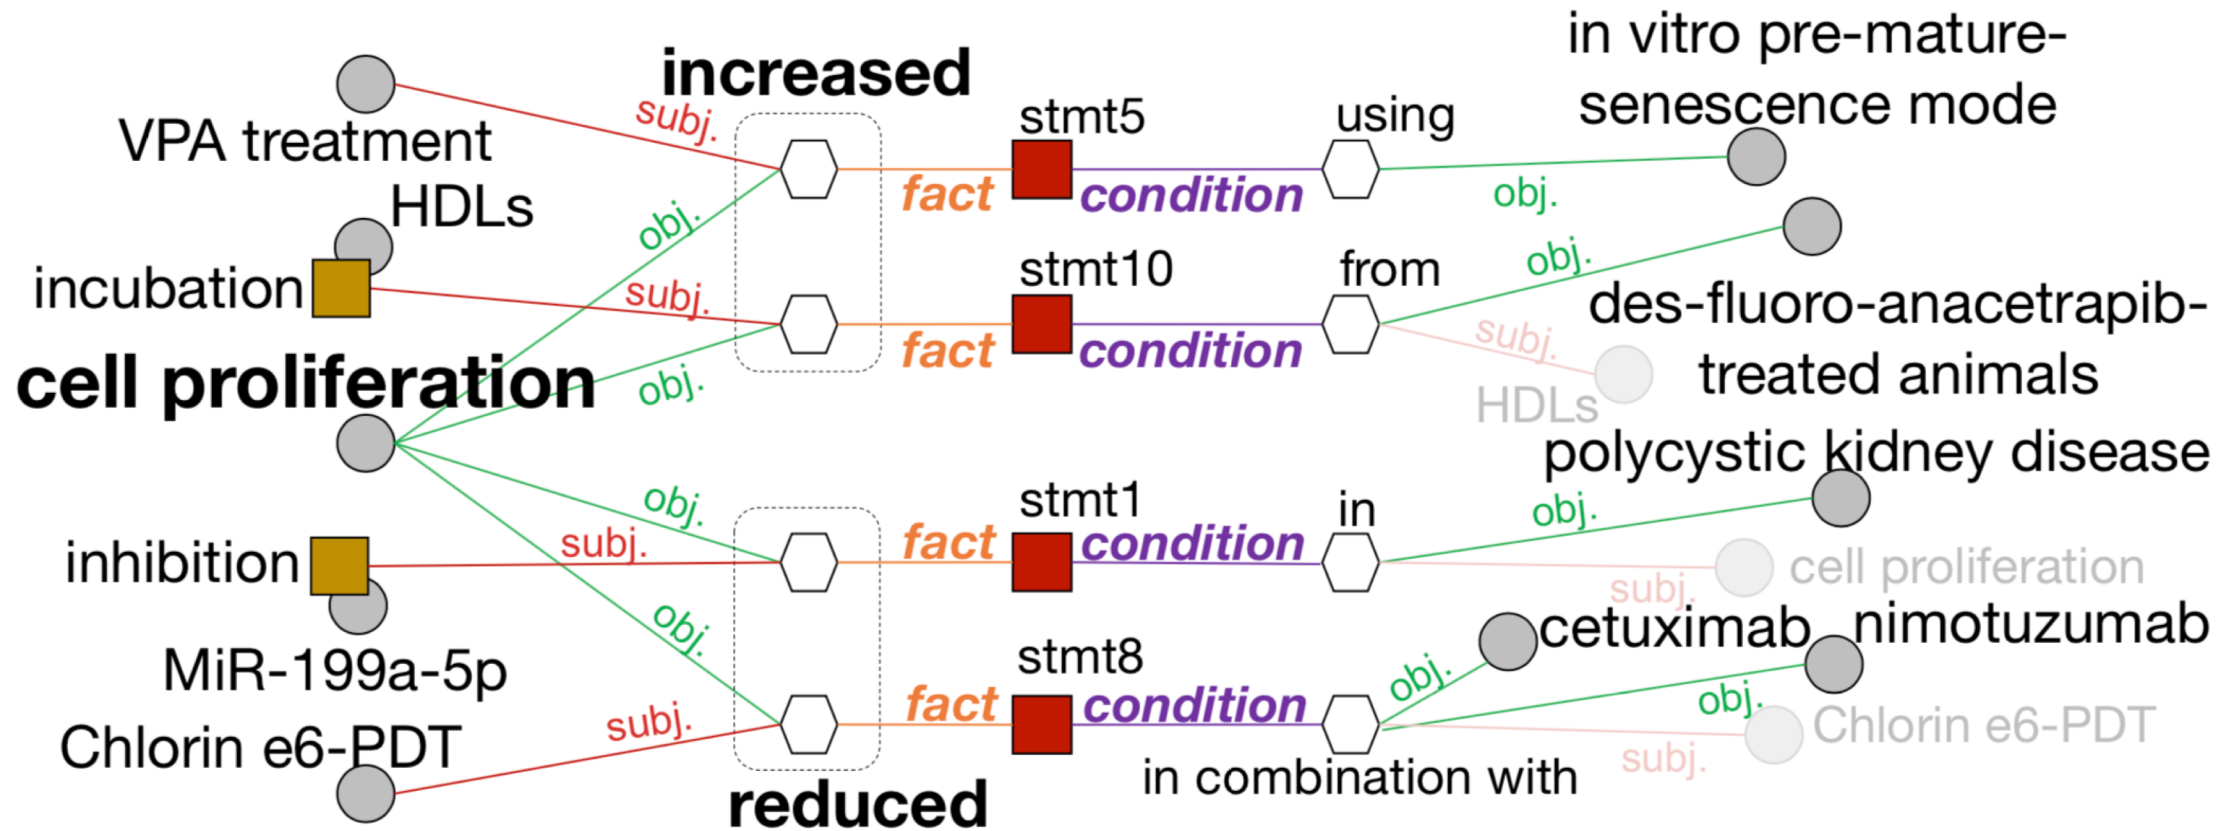 in vitro pre-mature-
senescence mode
increased
VPA treatment
subj.
stmt5
using
fact
condition
obj.
HDLs
obj.
incubation
subj.
stmt10
from
obj.
fact
condition
subj.
HDLs
des-fluoro-anacetrapib-
treated animals
cell proliferation
obj.
polycystic kidney disease
obj.
stmt1
in
obj.
inhibition
subj.
fact
condition
cell proliferation
subj.
MiR-199a-5p
obj.
stmt8
cetuximab
nimotuzumab
obj.
obj.
Chlorin e6-PDT
subj.
fact
condition
Chlorin e6-PDT
subj.
in combination with
reduced